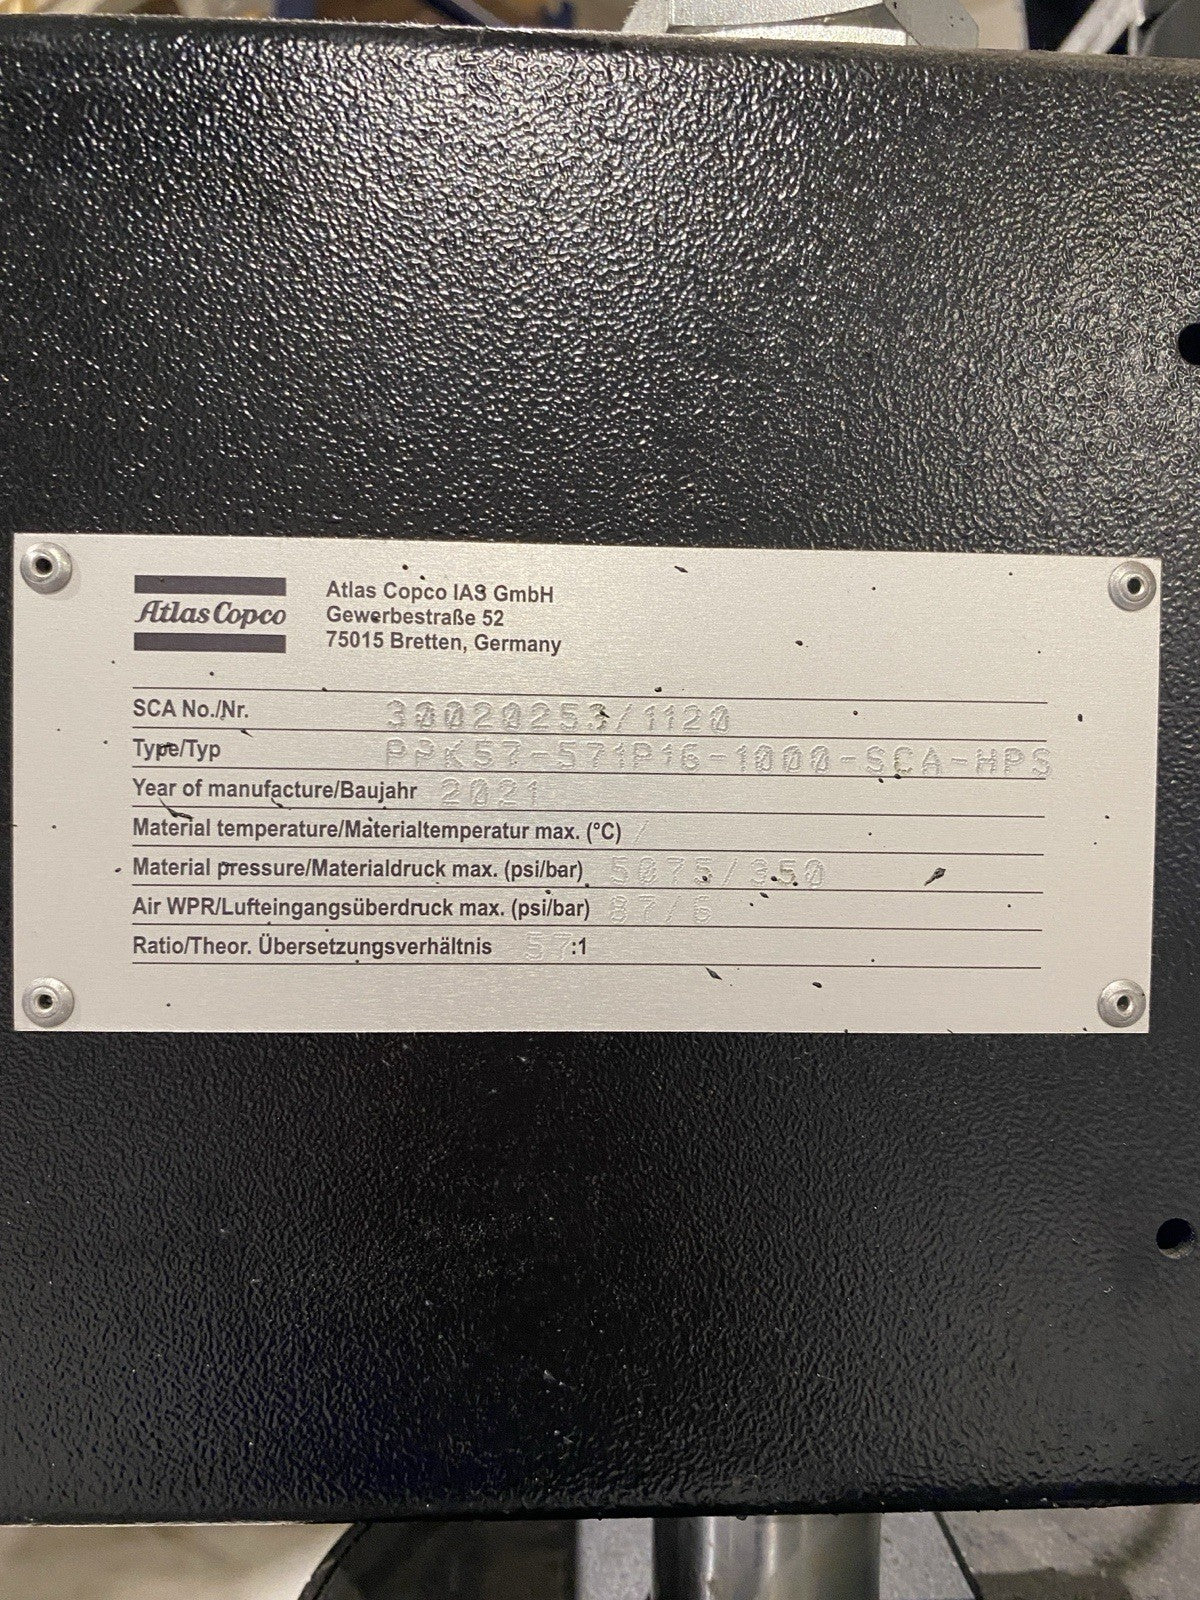 Atlas Copco
Atlas Copco IAS GmbH
Gewerbestraße 52
75015 Bretten, Germany
SCA No./Nr. 30020253/1120
Type/Typ PPK57-571P16-1000-SCA-HPS
Year of manufacture/Baujahr 2021
Material temperature/Materialtemperatur max. (°C) /
Material pressure/Materialdruck max. (psi/bar) 5075/350
Air WPR/Lufteingangsüberdruck max. (psi/bar) 87/6
Ratio/Theor. Übersetzungsverhältnis 57:1